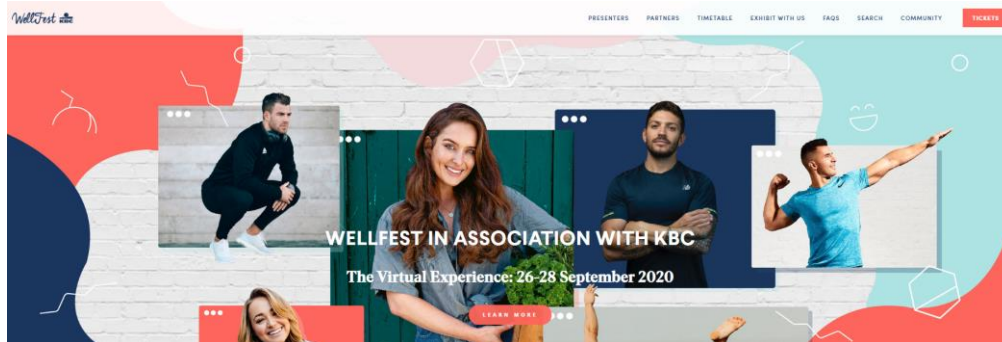 WellFest KBC
PRESENTERS PARTNERS TIMETABLE EXHIBIT WITH US FAQS SEARCH COMMUNITY TICKETS
WELLFEST IN ASSOCIATION WITH KBC
The Virtual Experience: 26-28 September 2020
LEARN MORE